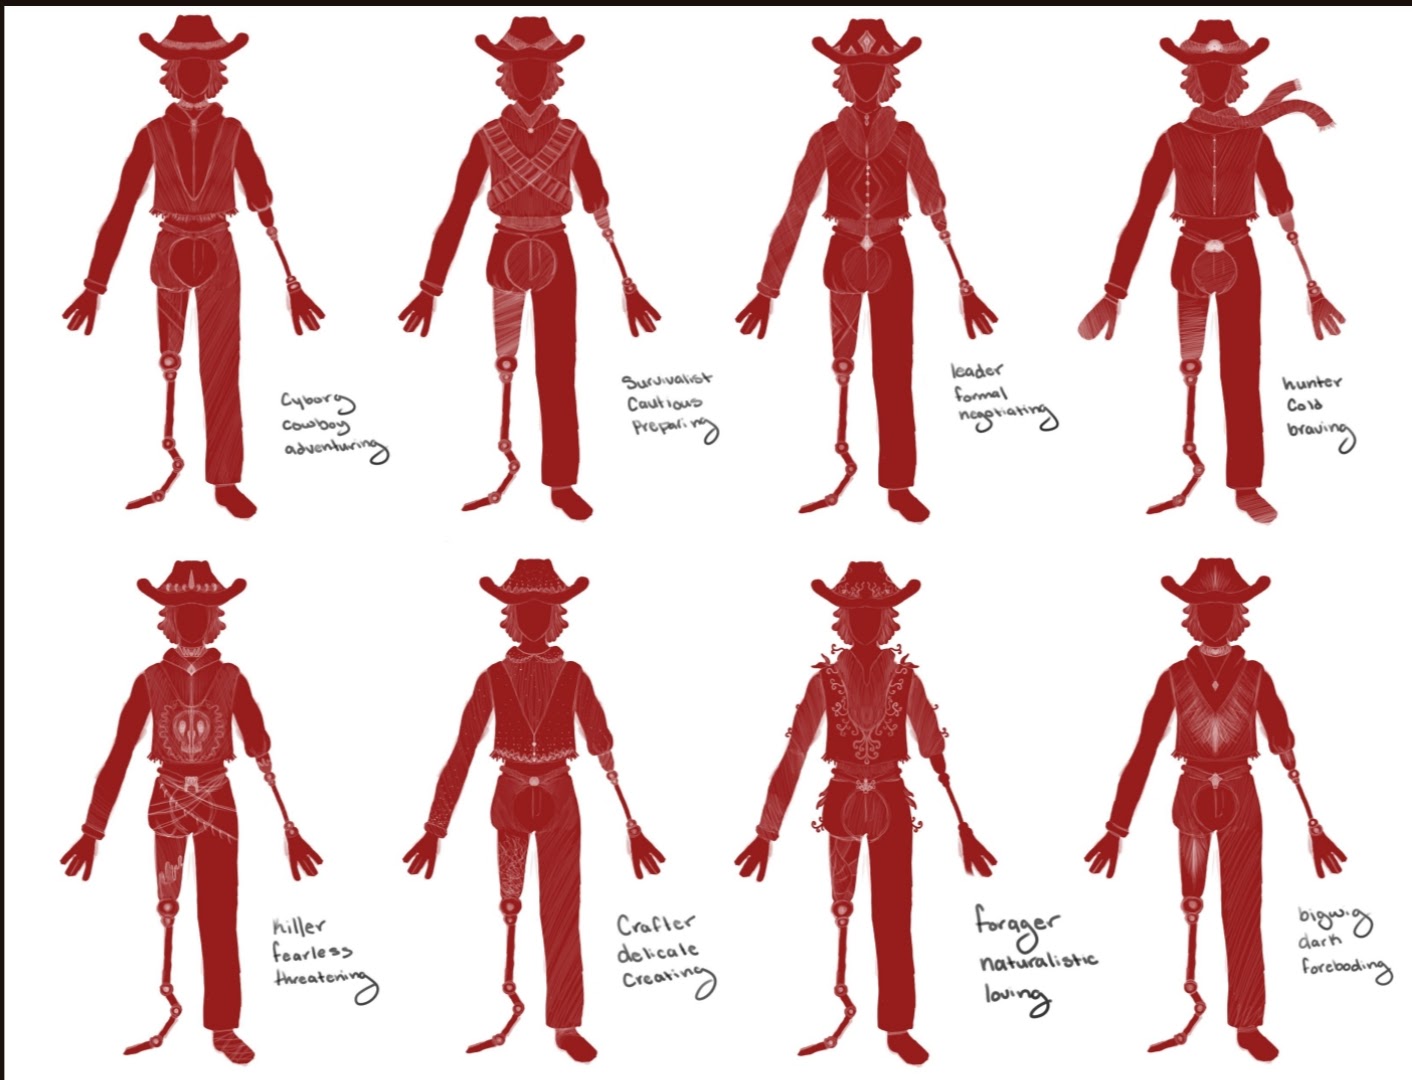 Cyborg
cowboy
adventuring
Survivalist
Cautious
Preparing
leader
formal
negotiating
hunter
Cold
braving
killer
fearless
threatening
Crafter
delicate
Creating
forager
naturalistic
loving
bigwig
dark
foreboding